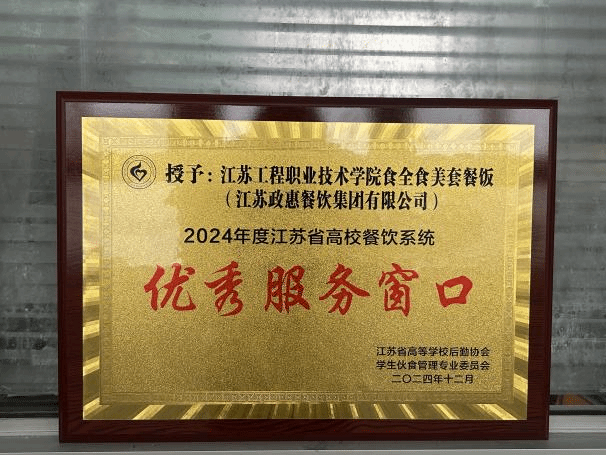 授予：江苏工程职业技术学院食全食美套餐饭
（江苏政惠餐饮集团有限公司）
2024年度江苏省高校餐饮系统
优秀服务窗口
江苏省高等学校后勤协会
学生伙食管理专业委员会
二〇二四年十二月